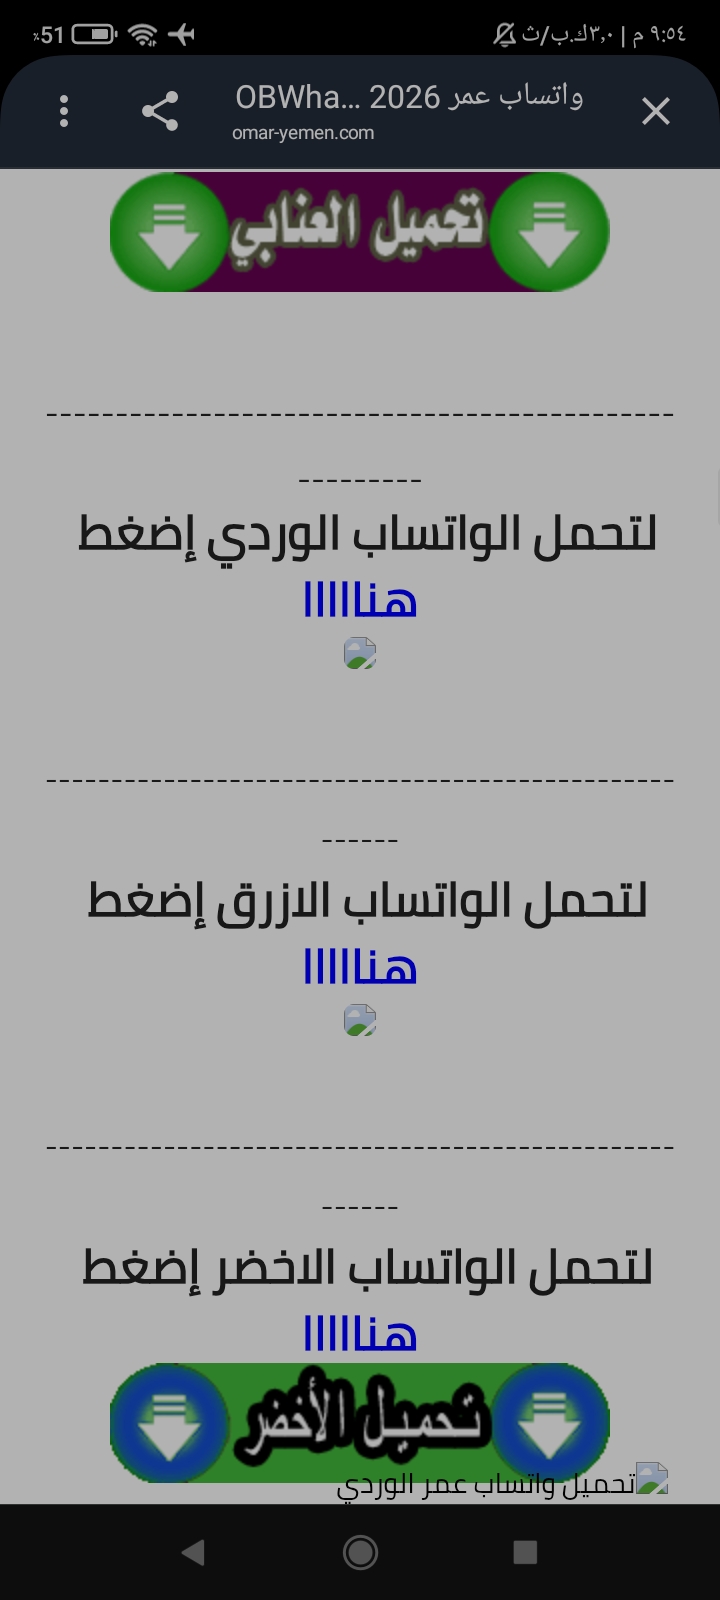 ٩:٥٤ م | ٣,٠ك.ب/ث
51٪
واتساب عمر 2026 OBWha...
omar-yemen.com
تحميل العنابي
-----------------------------------------------
---------
لتحمل الواتساب الوردي إضغط
هنااااا
-----------------------------------------------
------
لتحمل الواتساب الازرق إضغط
هنااااا
-----------------------------------------------
------
لتحمل الواتساب الاخضر إضغط
هنااااا
تحميل الأخضر
تحميل واتساب عمر الوردي